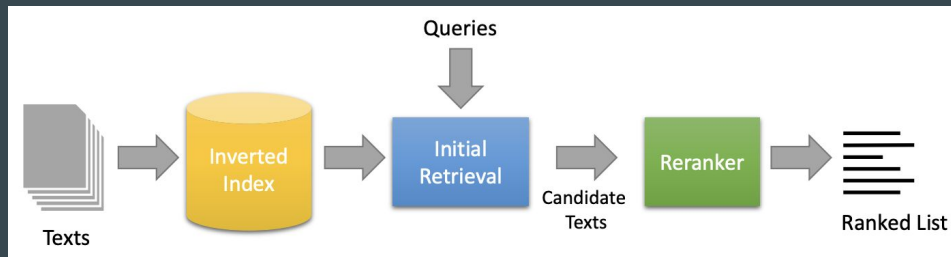 Queries
Inverted
Index
Initial
Retrieval
Reranker
Candidate
Texts
Texts
Ranked List